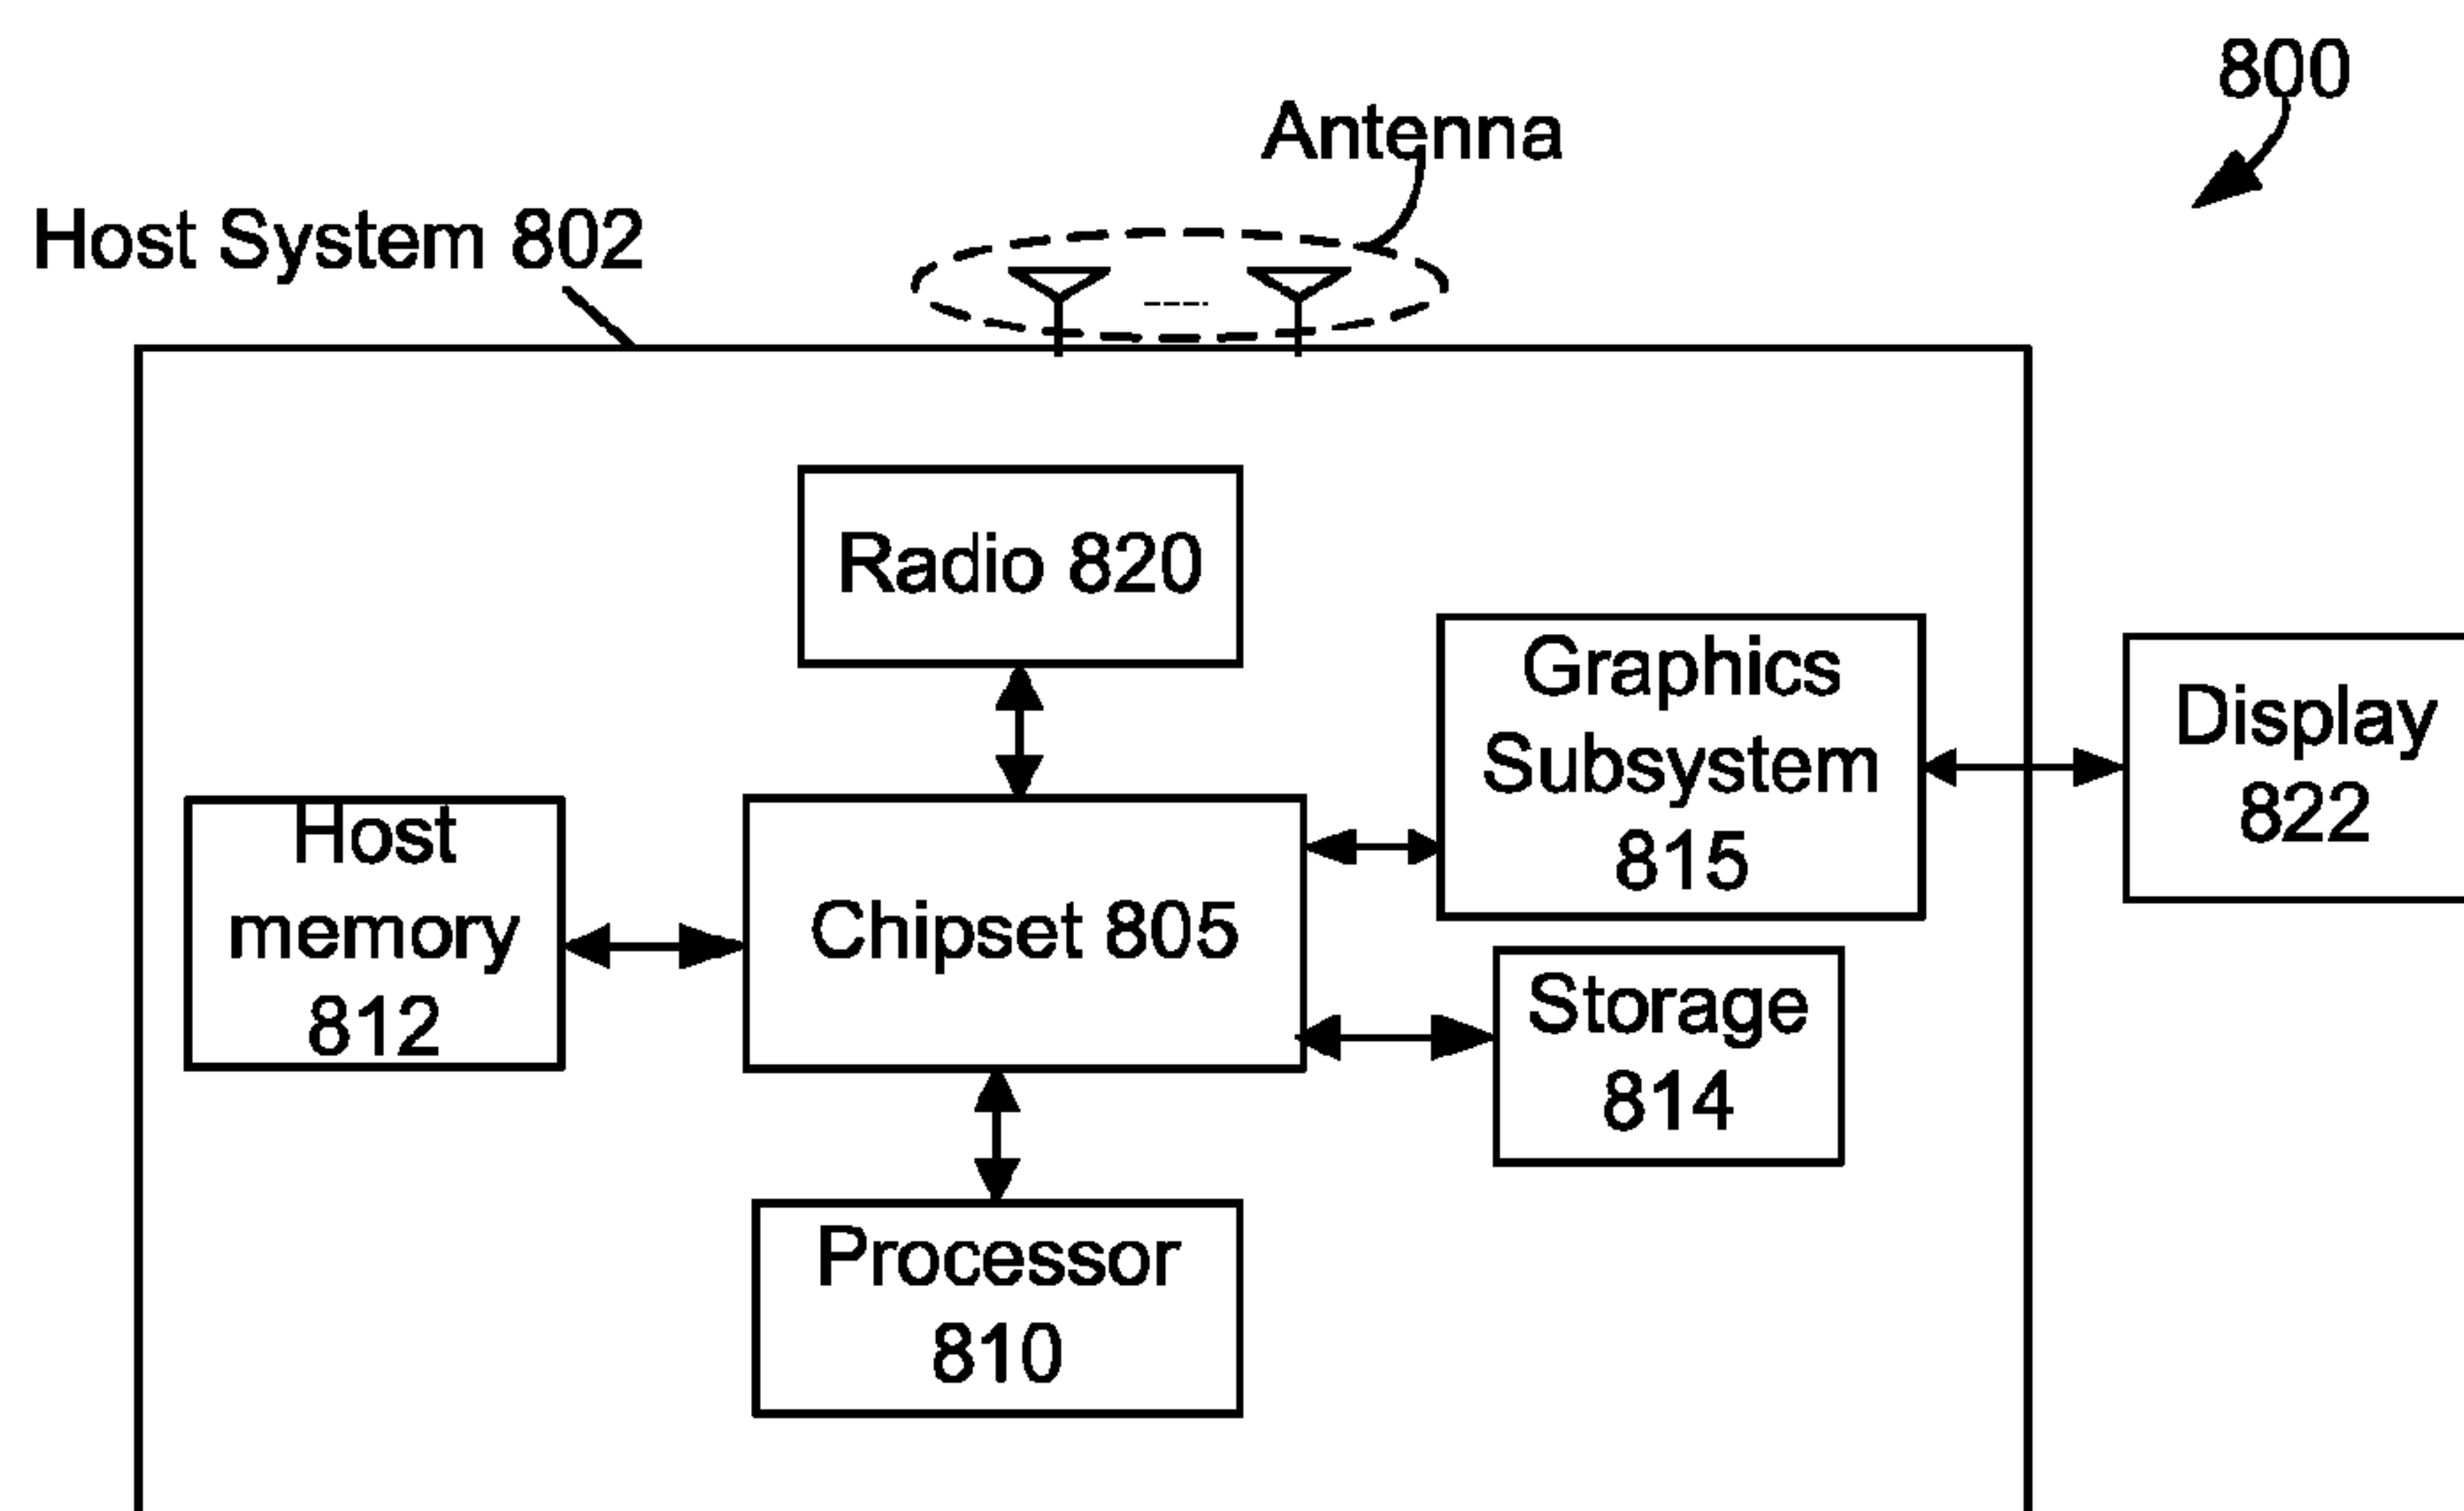 800
Antenna
Host System 802
Radio 820
Graphics
Subsystem
815
Display
822
Host
memory
812
Chipset 805
Storage
814
Processor
810